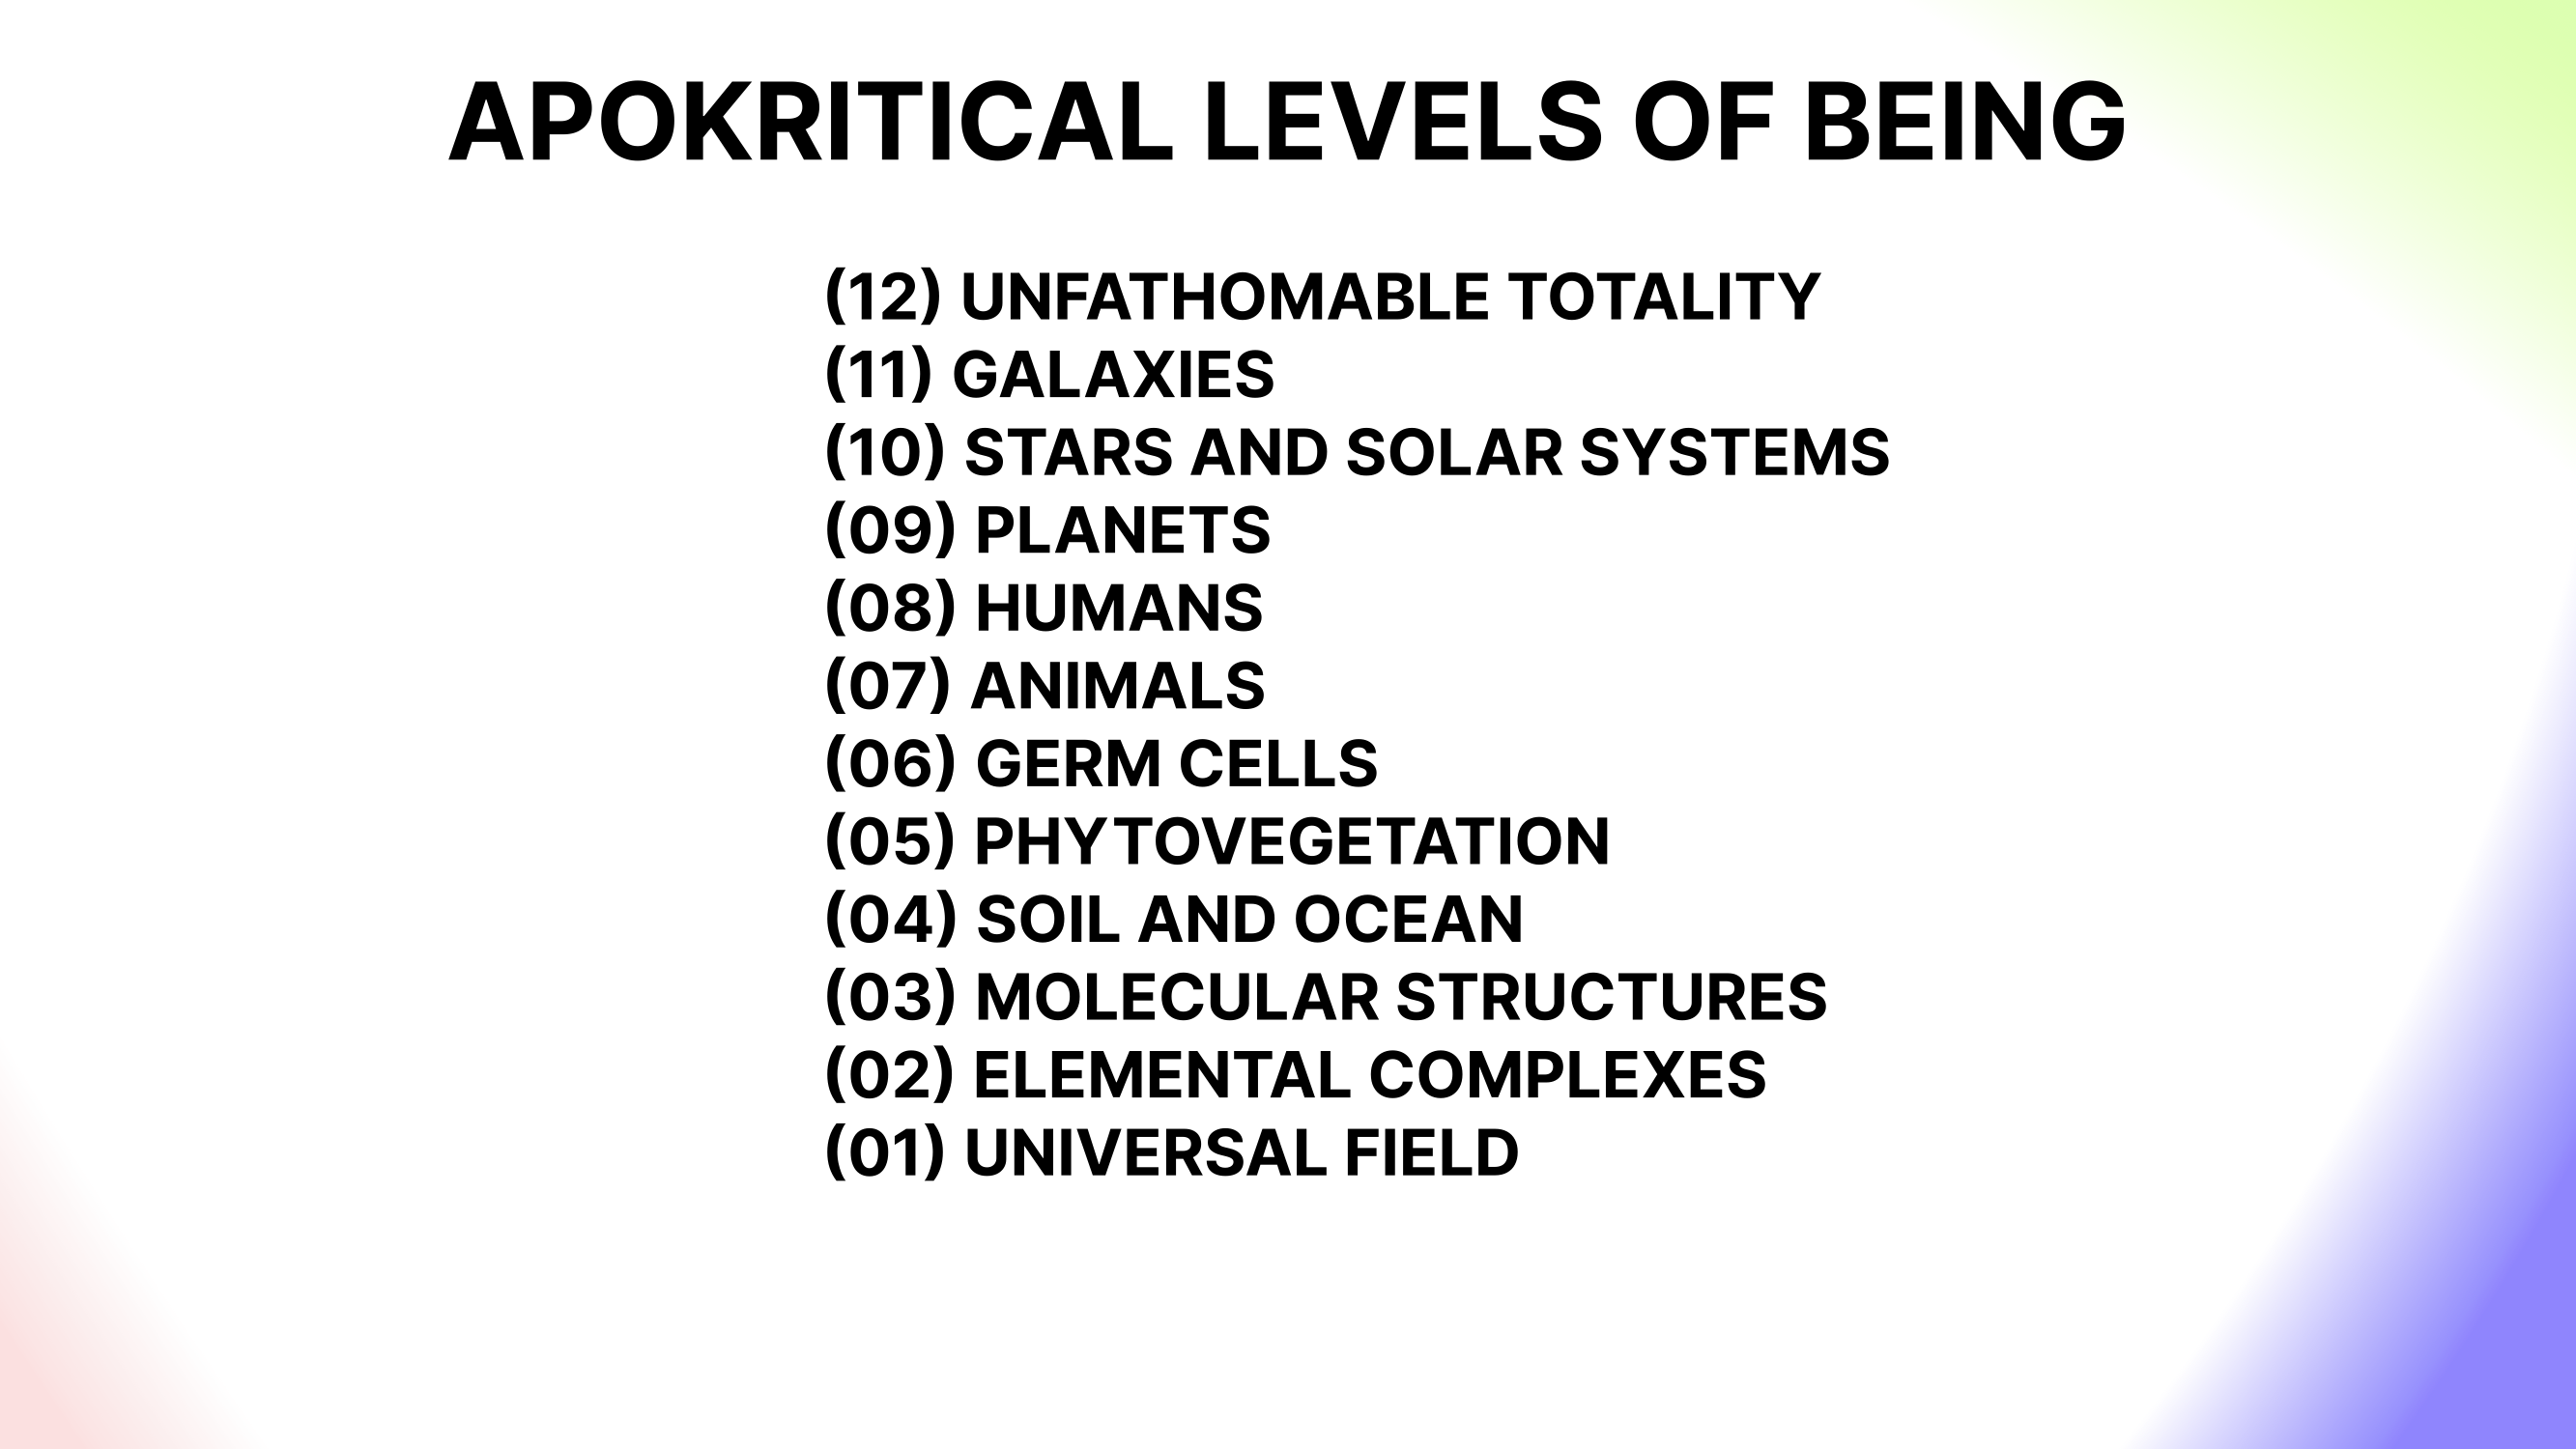 APOKRITICAL LEVELS OF BEING
(12) UNFATHOMABLE TOTALITY
(11) GALAXIES
(10) STARS AND SOLAR SYSTEMS
(09) PLANETS
(08) HUMANS
(07) ANIMALS
(06) GERM CELLS
(05) PHYTOVEGETATION
(04) SOIL AND OCEAN
(03) MOLECULAR STRUCTURES
(02) ELEMENTAL COMPLEXES
(01) UNIVERSAL FIELD